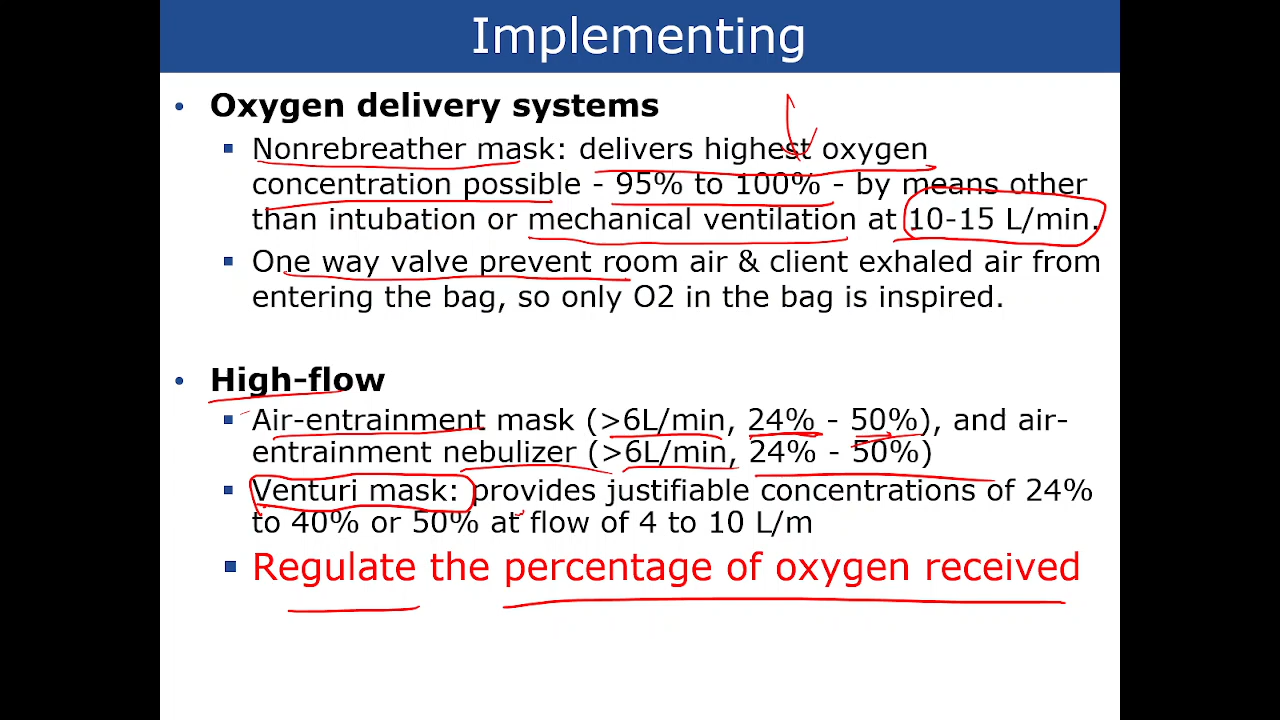 Implementing
• Oxygen delivery systems
▪ Nonrebreather mask: delivers highest oxygen
concentration possible - 95% to 100% - by means other
than intubation or mechanical ventilation at 10-15 L/min.
▪ One way valve prevent room air & client exhaled air from
entering the bag, so only O2 in the bag is inspired.
• High-flow
▪ Air-entrainment mask (>6L/min, 24% - 50%), and air-
entrainment nebulizer (>6L/min, 24% - 50%)
▪ Venturi mask: provides justifiable concentrations of 24%
to 40% or 50% at flow of 4 to 10 L/m
▪ Regulate the percentage of oxygen received